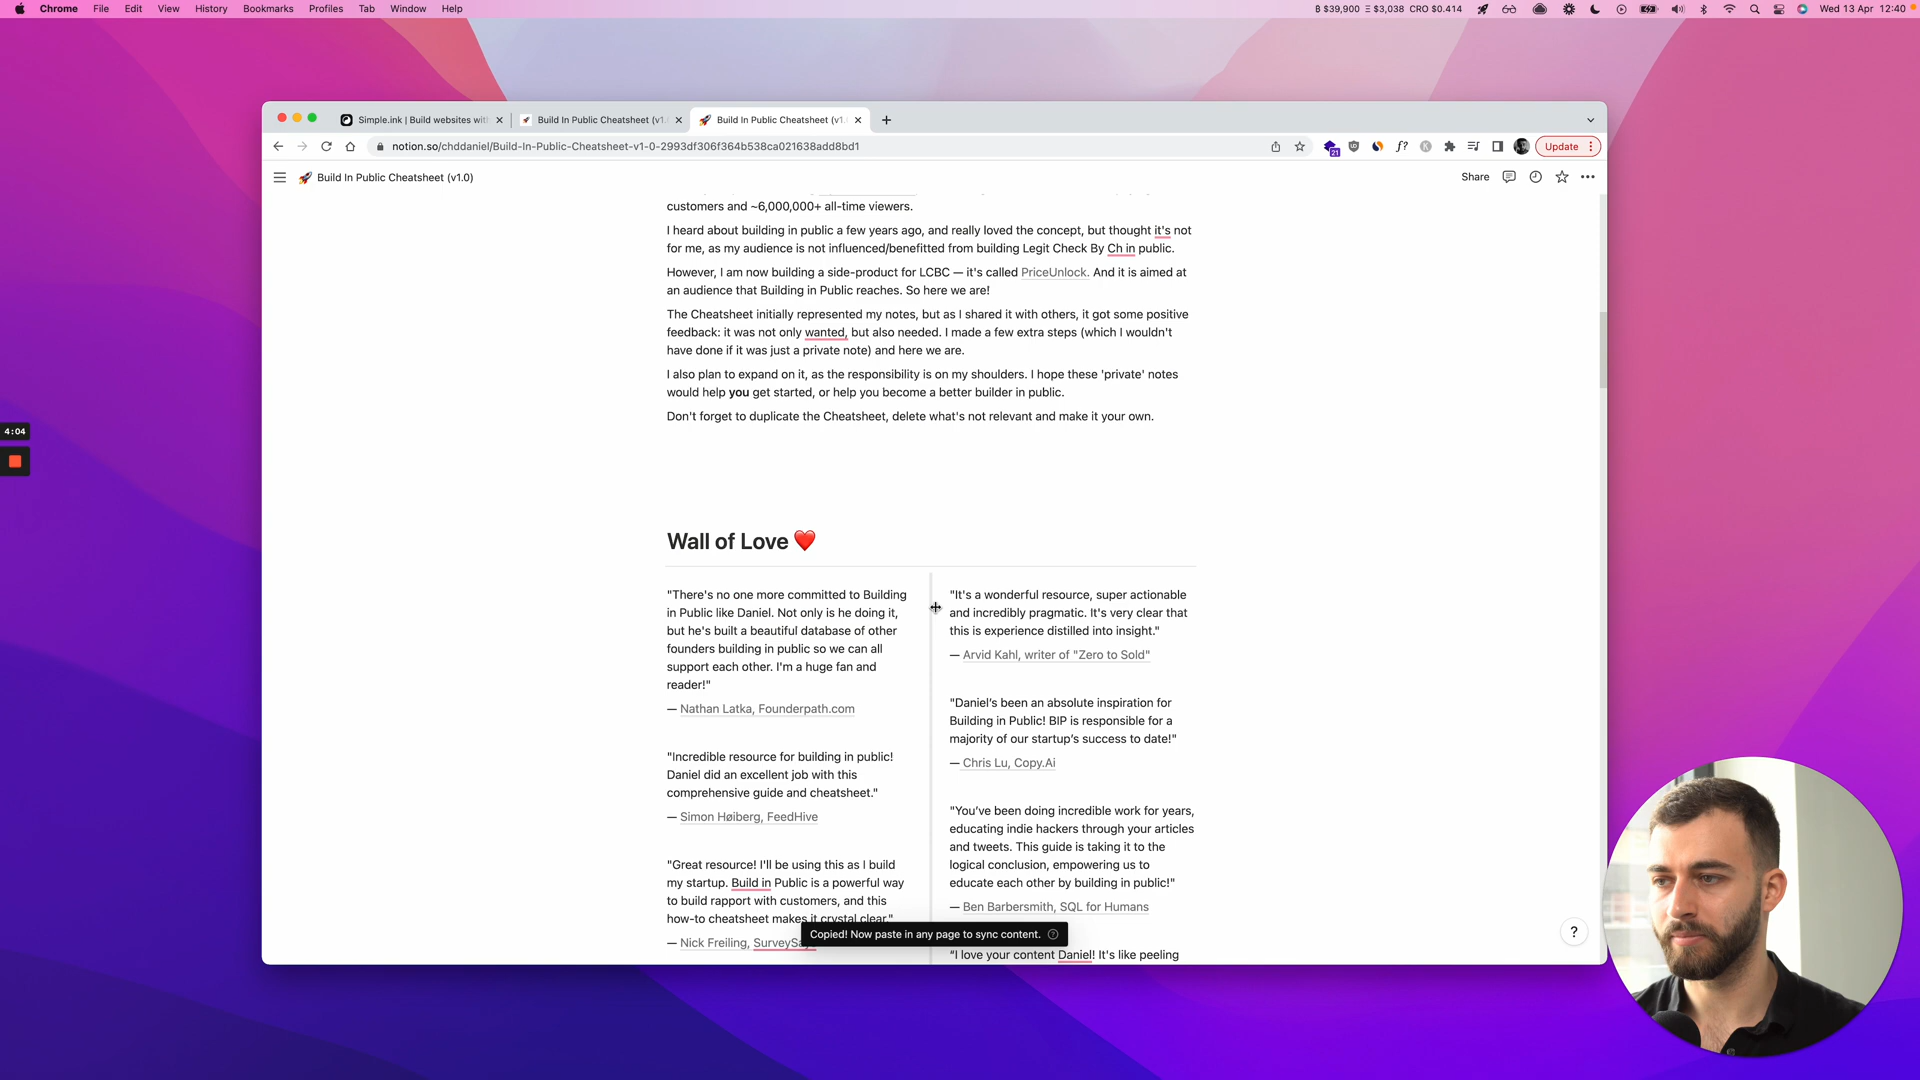 Chrome File Edit View History Bookmarks Profiles Tab Window Help
฿ $39,900 Ξ $3,038 CRO $0.414
Wed 13 Apr 12:40
Simple.ink | Build websites wit
Build In Public Cheatsheet (v1.
Build In Public Cheatsheet (v1.
notion.so/chddaniel/Build-In-Public-Cheatsheet-v1-0-2993df306f364b538ca021638add8bd1
21
Update
Build In Public Cheatsheet (v1.0)
Share
customers and ~6,000,000+ all-time viewers.
I heard about building in public a few years ago, and really loved the concept, but thought it's not
for me, as my audience is not influenced/benefitted from building Legit Check By Ch in public.
However, I am now building a side-product for LCBC — it's called PriceUnlock. And it is aimed at
an audience that Building in Public reaches. So here we are!
The Cheatsheet initially represented my notes, but as I shared it with others, it got some positive
feedback: it was not only wanted, but also needed. I made a few extra steps (which I wouldn't
have done if it was just a private note) and here we are.
I also plan to expand on it, as the responsibility is on my shoulders. I hope these 'private' notes
would help you get started, or help you become a better builder in public.
Don't forget to duplicate the Cheatsheet, delete what's not relevant and make it your own.
4:04
Wall of Love ❤️
"There's no one more committed to Building
in Public like Daniel. Not only is he doing it,
but he's built a beautiful database of other
founders building in public so we can all
support each other. I'm a huge fan and
reader!"
— Nathan Latka, Founderpath.com
"Incredible resource for building in public!
Daniel did an excellent job with this
comprehensive guide and cheatsheet."
— Simon Høiberg, FeedHive
"Great resource! I'll be using this as I build
my startup. Build in Public is a powerful way
to build rapport with customers, and this
how-to cheatsheet makes it crystal clear."
— Nick Freiling, SurveySa
"It's a wonderful resource, super actionable
and incredibly pragmatic. It's very clear that
this is experience distilled into insight."
— Arvid Kahl, writer of "Zero to Sold"
"Daniel's been an absolute inspiration for
Building in Public! BIP is responsible for a
majority of our startup's success to date!"
— Chris Lu, Copy.Ai
"You've been doing incredible work for years,
educating indie hackers through your articles
and tweets. This guide is taking it to the
logical conclusion, empowering us to
educate each other by building in public!"
— Ben Barbersmith, SQL for Humans
"I love your content Daniel! It's like peeling
Copied! Now paste in any page to sync content.
?